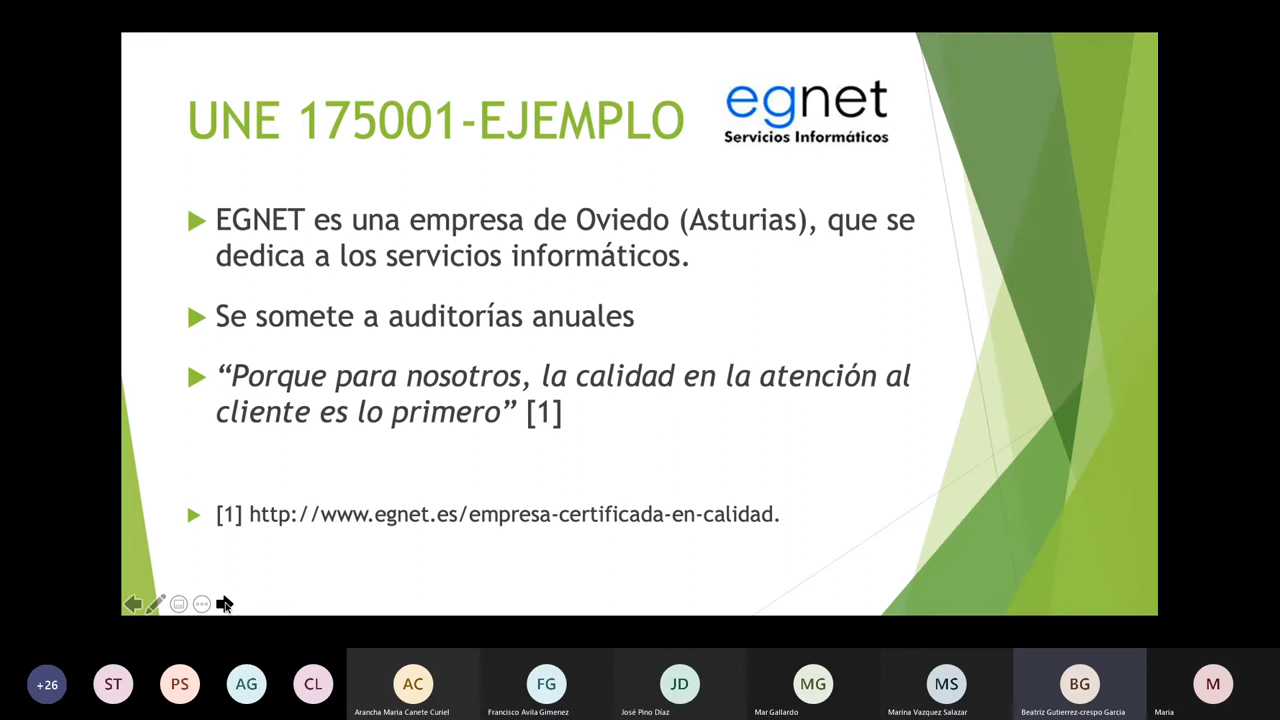 UNE 175001-EJEMPLO
egnet
Servicios Informáticos
EGNET es una empresa de Oviedo (Asturias), que se
dedica a los servicios informáticos.
Se somete a auditorías anuales
“Porque para nosotros, la calidad en la atención al
cliente es lo primero” [1]
[1] http://www.egnet.es/empresa-certificada-en-calidad.
+26
ST
PS
AG
CL
AC
FG
JD
MG
MS
BG
M
Arancha Maria Canete Curiel
Francisco Avila Gimenez
José Pino Díaz
Mar Gallardo
Marina Vazquez Salazar
Beatriz Gutierrez-crespo Garcia
Maria